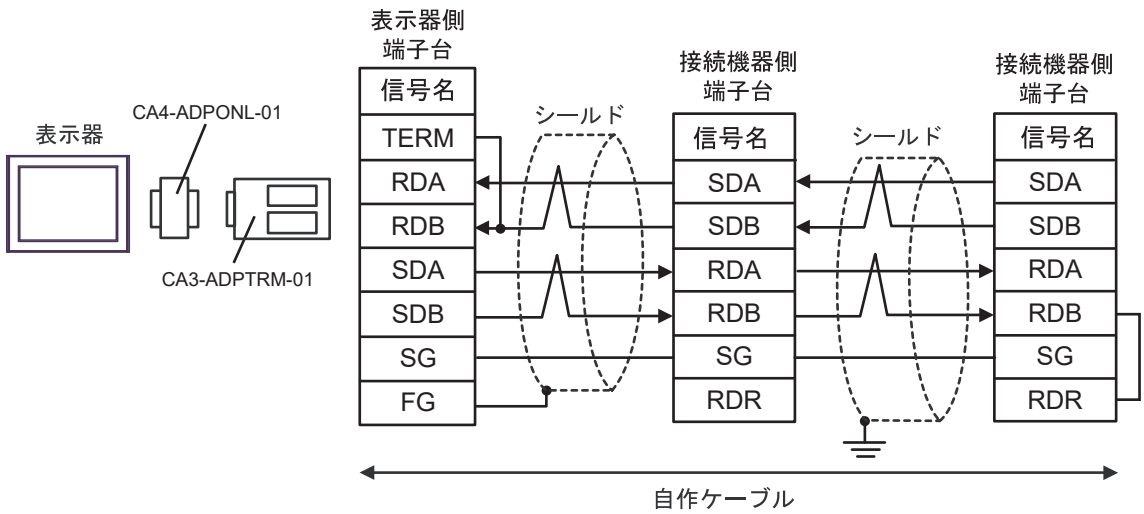 表示器
CA4-ADPONL-01
CA3-ADPTRM-01
表示器側
端子台
信号名
TERM
RDA
RDB
SDA
SDB
SG
FG
シールド
接続機器側
端子台
信号名
SDA
SDB
RDA
RDB
SG
RDR
シールド
接続機器側
端子台
信号名
SDA
SDB
RDA
RDB
SG
RDR
自作ケーブル